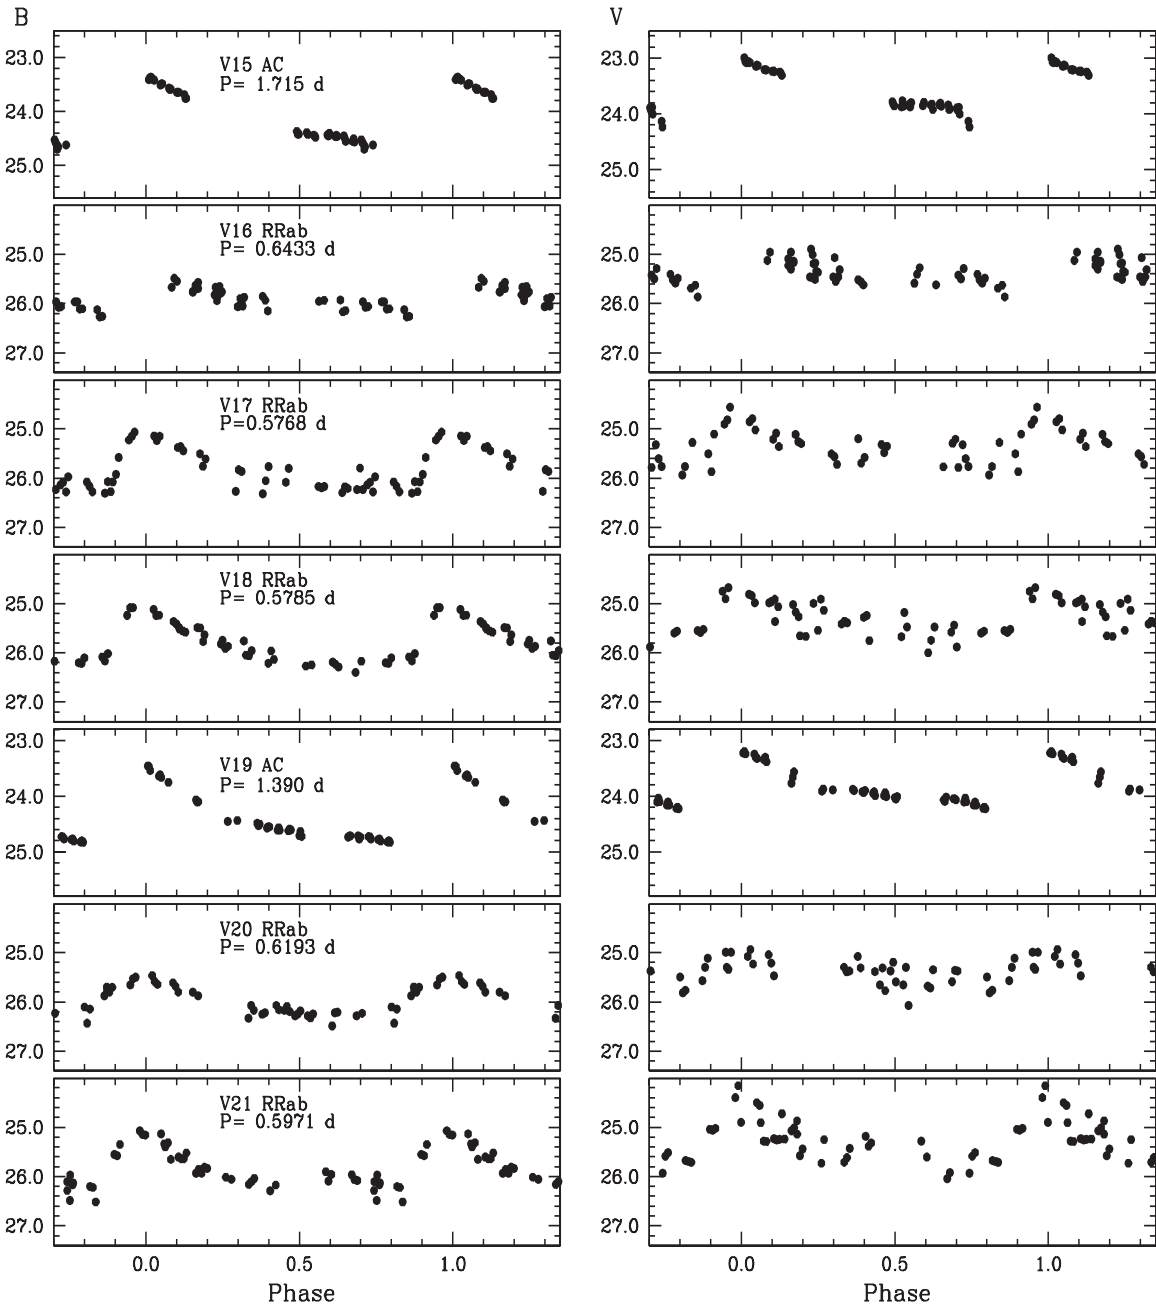 B V
V15 AC
P= 1.715 d
23.0 23.0
24.0 24.0
25.0 25.0
V16 RRab
P= 0.6433 d
25.0 25.0
26.0 26.0
27.0 27.0
V17 RRab
P=0.5768 d
25.0 25.0
26.0 26.0
27.0 27.0
V18 RRab
P= 0.5785 d
25.0 25.0
26.0 26.0
27.0 27.0
V19 AC
P= 1.390 d
23.0 23.0
24.0 24.0
25.0 25.0
V20 RRab
P= 0.6193 d
25.0 25.0
26.0 26.0
27.0 27.0
V21 RRab
P= 0.5971 d
25.0 25.0
26.0 26.0
27.0 27.0
0.0 0.5 1.0 0.0 0.5 1.0
Phase Phase